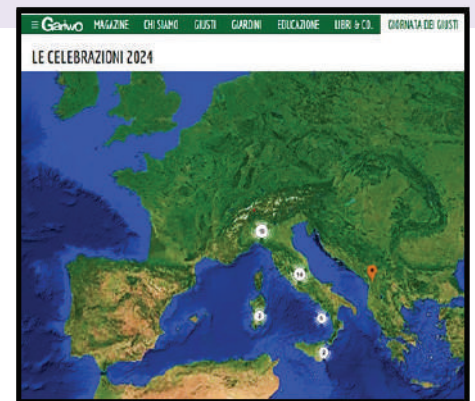 Gariwo MAGAZINE CHI SIAMO GIUSTI GIARDINI EDUCAZIONE LIBRI & CO. GIORNATA DEI GIUSTI
LE CELEBRAZIONI 2024